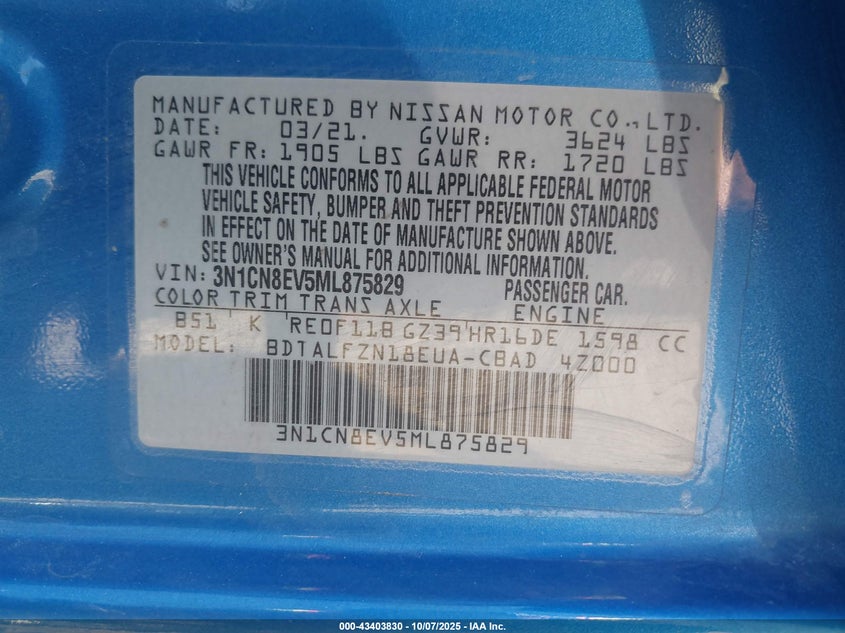 MANUFACTURED BY NISSAN MOTOR CO.,LTD.
DATE: 03/21. GVWR: 3624 LBS
GAWR FR: 1905 LBS GAWR RR: 1720 LBS
THIS VEHICLE CONFORMS TO ALL APPLICABLE FEDERAL MOTOR
VEHICLE SAFETY, BUMPER AND THEFT PREVENTION STANDARDS
IN EFFECT ON THE DATE OF MANUFACTURE SHOWN ABOVE.
SEE OWNER'S MANUAL FOR ADDITIONAL INFORMATION.
VIN: 3N1CN8EV5ML875829 PASSENGER CAR.
COLOR TRIM TRANS AXLE ENGINE
B51 K RE0F11B GZ39 HR16DE 1598 CC
MODEL: BDTALFZN18EUA-CBAD 4Z000
3N1CN8EV5ML875829
000-43403830 - 10/07/2025 - IAA Inc.